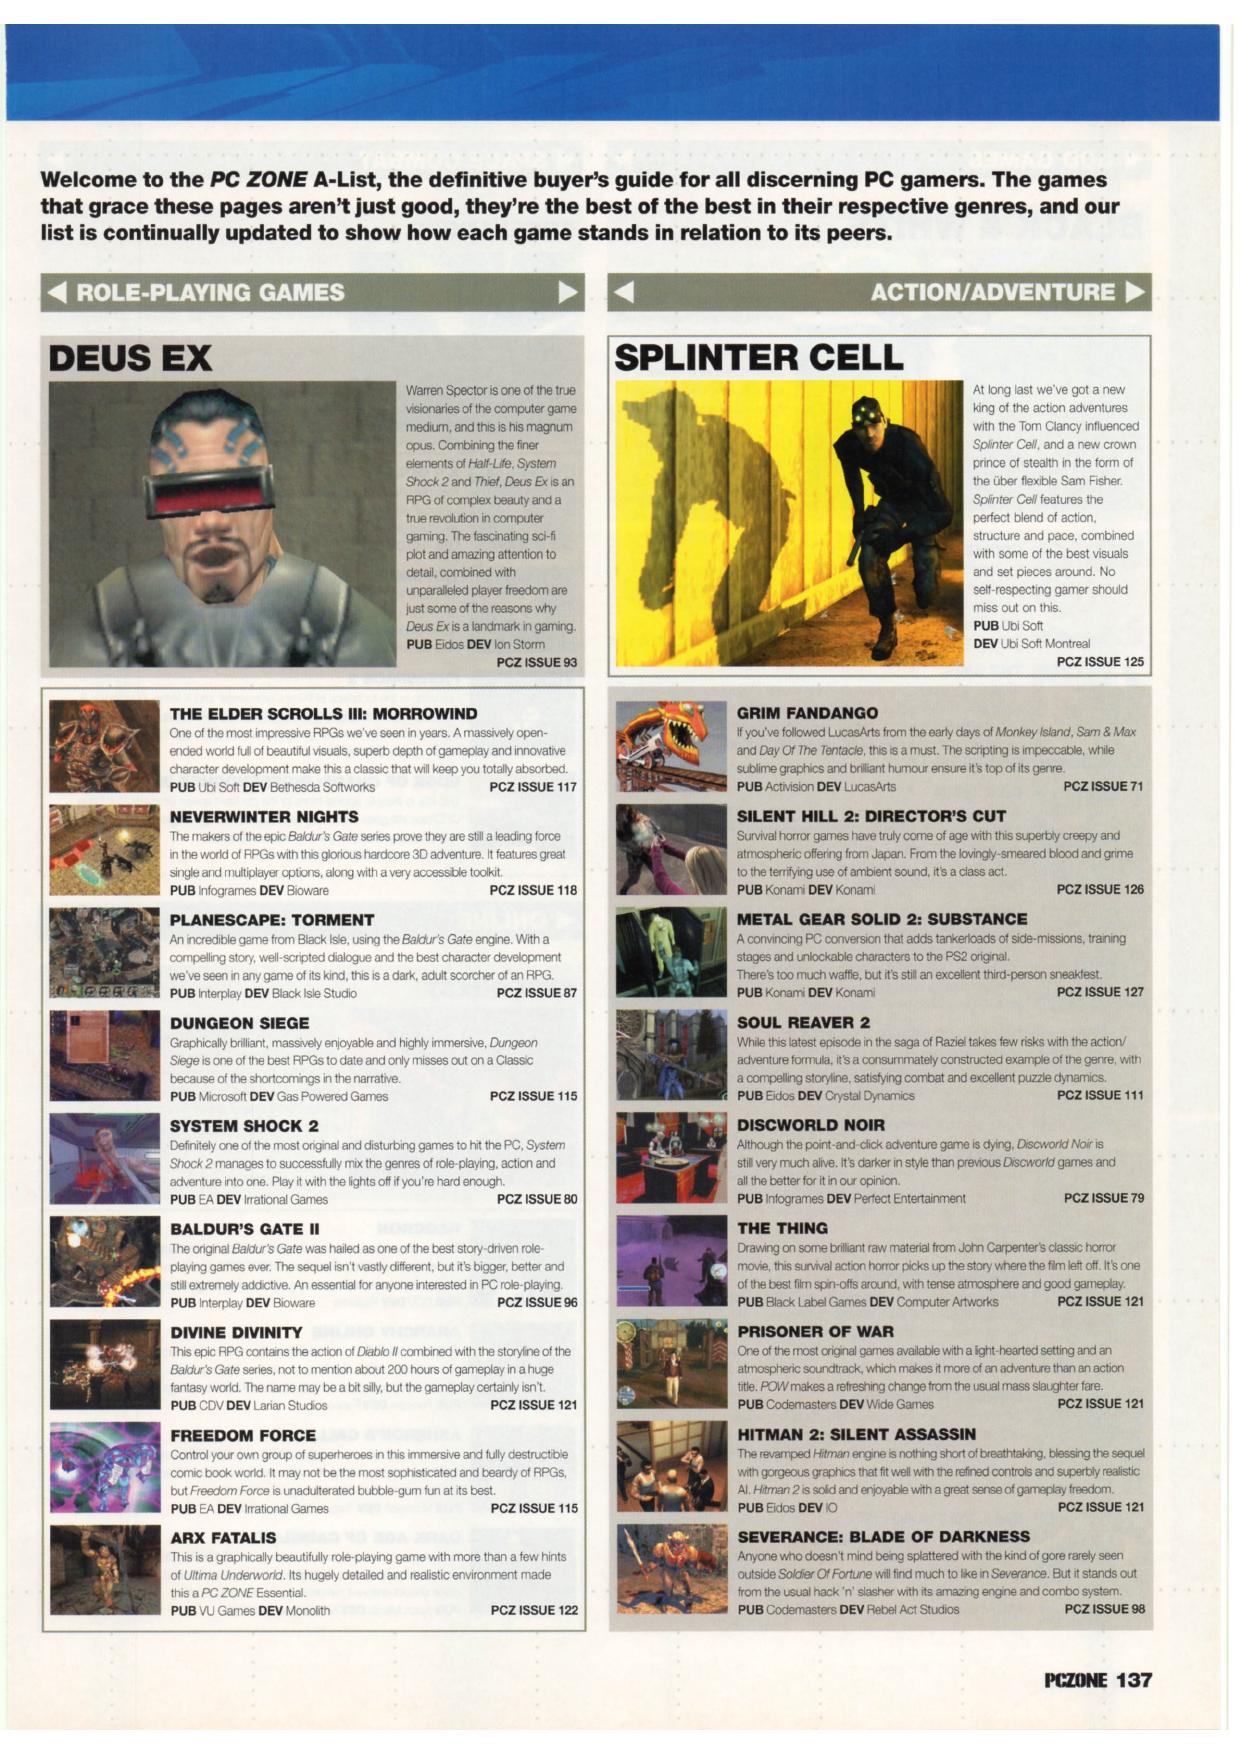 Welcome to the PC ZONE A-List, the definitive buyer's guide for all discerning PC gamers. The games
that grace these pages aren't just good, they're the best of the best in their respective genres, and our
list is continually updated to show how each game stands in relation to its peers.
ROLE-PLAYING GAMES
DEUS EX
Warren Spector is one of the true
visionaries of the computer game
medium, and this is his magnum
opus. Combining the finer
elements of Half-Life, System
Shock 2 and Thief, Deus Ex is an
RPG of complex beauty and a
true revolution in computer
gaming. The fascinating sci-fi
plot and amazing attention to
detail, combined with
unparalleled player freedom are
just some of the reasons why
Deus Ex is a landmark in gaming.
PUB Eidos DEV Ion Storm
PCZ ISSUE 93
THE ELDER SCROLLS III: MORROWIND
One of the most impressive RPGs we've seen in years. A massively open-
ended world full of beautiful visuals, superb depth of gameplay and innovative
character development make this a classic that will keep you totally absorbed.
PUB Ubi Soft DEV Bethesda Softworks PCZ ISSUE 117
NEVERWINTER NIGHTS
The makers of the epic Baldur's Gate series prove they are still a leading force
in the world of RPGs with this glorious hardcore 3D adventure. It features great
single and multiplayer options, along with a very accessible toolkit.
PUB Infogrames DEV Bioware PCZ ISSUE 118
PLANESCAPE: TORMENT
An incredible game from Black Isle, using the Baldur's Gate engine. With a
compelling story, well-scripted dialogue and the best character development
we've seen in any game of its kind, this is a dark, adult scorcher of an RPG.
PUB Interplay DEV Black Isle Studio PCZ ISSUE 87
DUNGEON SIEGE
Graphically brilliant, massively enjoyable and highly immersive, Dungeon
Siege is one of the best RPGs to date and only misses out on a Classic
because of the shortcomings in the narrative.
PUB Microsoft DEV Gas Powered Games PCZ ISSUE 115
SYSTEM SHOCK 2
Definitely one of the most original and disturbing games to hit the PC, System
Shock 2 manages to successfully mix the genres of role-playing, action and
adventure into one. Play it with the lights off if you're hard enough.
PUB EA DEV Irrational Games PCZ ISSUE 80
BALDUR'S GATE II
The original Baldur's Gate was hailed as one of the best story-driven role-
playing games ever. The sequel isn't vastly different, but it's bigger, better and
still extremely addictive. An essential for anyone interested in PC role-playing.
PUB Interplay DEV Bioware PCZ ISSUE 96
DIVINE DIVINITY
This epic RPG contains the action of Diablo II combined with the storyline of the
Baldur's Gate series, not to mention about 200 hours of gameplay in a huge
fantasy world. The name may be a bit silly, but the gameplay certainly isn't.
PUB CDV DEV Larian Studios PCZ ISSUE 121
FREEDOM FORCE
Control your own group of superheroes in this immersive and fully destructible
comic book world. It may not be the most sophisticated and beardy of RPGs,
but Freedom Force is unadulterated bubble-gum fun at its best.
PUB EA DEV Irrational Games PCZ ISSUE 115
ARX FATALIS
This is a graphically beautifully role-playing game with more than a few hints
of Ultima Underworld. Its hugely detailed and realistic environment made
this a PC ZONE Essential.
PUB VU Games DEV Monolith PCZ ISSUE 122
ACTION/ADVENTURE
SPLINTER CELL
At long last we've got a new
king of the action adventures
with the Tom Clancy influenced
Splinter Cell, and a new crown
prince of stealth in the form of
the über flexible Sam Fisher.
Splinter Cell features the
perfect blend of action,
structure and pace, combined
with some of the best visuals
and set pieces around. No
self-respecting gamer should
miss out on this.
PUB Ubi Soft
DEV Ubi Soft Montreal
PCZ ISSUE 125
GRIM FANDANGO
If you've followed LucasArts from the early days of Monkey Island, Sam & Max
and Day Of The Tentacle, this is a must. The scripting is impeccable, while
sublime graphics and brilliant humour ensure it's top of its genre.
PUB Activision DEV LucasArts PCZ ISSUE 71
SILENT HILL 2: DIRECTOR'S CUT
Survival horror games have truly come of age with this superbly creepy and
atmospheric offering from Japan. From the lovingly-smeared blood and grime
to the terrifying use of ambient sound, it's a class act.
PUB Konami DEV Konami PCZ ISSUE 126
METAL GEAR SOLID 2: SUBSTANCE
A convincing PC conversion that adds tankerloads of side-missions, training
stages and unlockable characters to the PS2 original.
There's too much waffle, but it's still an excellent third-person sneakfest.
PUB Konami DEV Konami PCZ ISSUE 127
SOUL REAVER 2
While this latest episode in the saga of Raziel takes few risks with the action/
adventure formula, it's a consummately constructed example of the genre, with
a compelling storyline, satisfying combat and excellent puzzle dynamics.
PUB Eidos DEV Crystal Dynamics PCZ ISSUE 111
DISCWORLD NOIR
Although the point-and-click adventure game is dying, Discworld Noir is
still very much alive. It's darker in style than previous Discworld games and
all the better for it in our opinion.
PUB Infogrames DEV Perfect Entertainment PCZ ISSUE 79
THE THING
Drawing on some brilliant raw material from John Carpenter's classic horror
movie, this survival action horror picks up the story where the film left off. It's one
of the best film spin-offs around, with tense atmosphere and good gameplay.
PUB Black Label Games DEV Computer Artworks PCZ ISSUE 121
PRISONER OF WAR
One of the most original games available with a light-hearted setting and an
atmospheric soundtrack, which makes it more of an adventure than an action
title. POW makes a refreshing change from the usual mass slaughter fare.
PUB Codemasters DEV Wide Games PCZ ISSUE 121
HITMAN 2: SILENT ASSASSIN
The revamped Hitman engine is nothing short of breathtaking, blessing the sequel
with gorgeous graphics that fit well with the refined controls and superbly realistic
AI. Hitman 2 is solid and enjoyable with a great sense of gameplay freedom.
PUB Eidos DEV IO PCZ ISSUE 121
SEVERANCE: BLADE OF DARKNESS
Anyone who doesn't mind being splattered with the kind of gore rarely seen
outside Soldier Of Fortune will find much to like in Severance. But it stands out
from the usual hack 'n' slasher with its amazing engine and combo system.
PUB Codemasters DEV Rebel Act Studios PCZ ISSUE 98
PCZONE 137